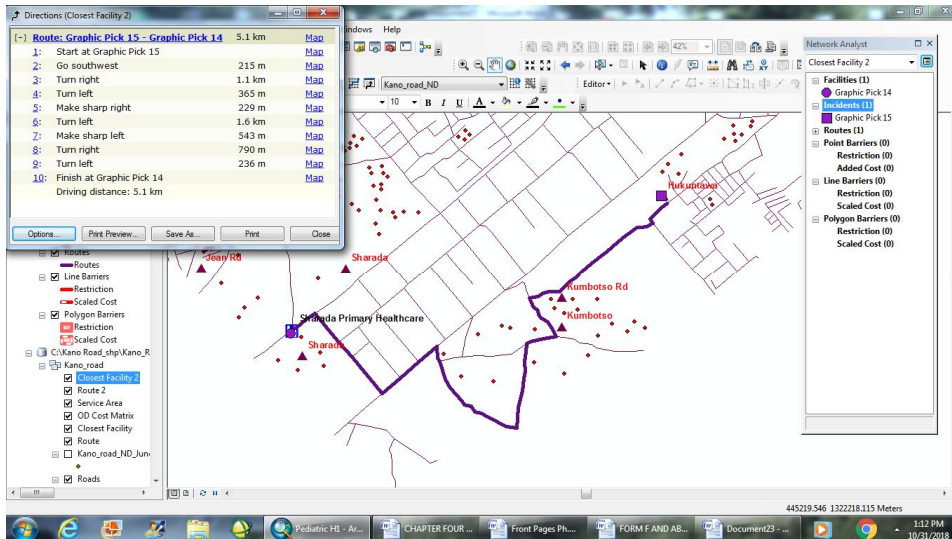 Directions (Closest Facility 2)
[-] Route: Graphic Pick 15 - Graphic Pick 14 5.1 km Map
1: Start at Graphic Pick 15 Map
2: Go southwest 215 m Map
3: Turn right 1.1 km Map
4: Turn left 365 m Map
5: Make sharp right 229 m Map
6: Turn left 1.6 km Map
7: Make sharp left 543 m Map
8: Turn right 790 m Map
9: Turn left 236 m Map
10: Finish at Graphic Pick 14 Map
Driving distance: 5.1 km
Options... Print Preview... Save As... Print Close
indows Help
42%
Kano_road_ND
Editor
10 B I U A
Network Analyst
Closest Facility 2
Facilities (1)
Graphic Pick 14
Incidents (1)
Graphic Pick 15
Routes (1)
Point Barriers (0)
Restriction (0)
Added Cost (0)
Line Barriers (0)
Restriction (0)
Scaled Cost (0)
Polygon Barriers (0)
Restriction (0)
Scaled Cost (0)
Routes
Routes
Line Barriers
Restriction
Scaled Cost
Polygon Barriers
Restriction
Scaled Cost
C:\Kano Road_shp\Kano_R
Kano_road
Closest Facility 2
Route 2
Service Area
OD Cost Matrix
Closest Facility
Route
Kano_road_ND_Jun
Roads
Jean Rd
Sharada
Kumbotso Rd
Kumbotso
Sharada Primary Healthcare
445219.546 1322218.115 Meters
Pediatric H1 - Ar...
CHAPTER FOUR ...
Front Pages Ph....
FORM F AND AB...
Document23 - ...
1:12 PM
10/31/2018